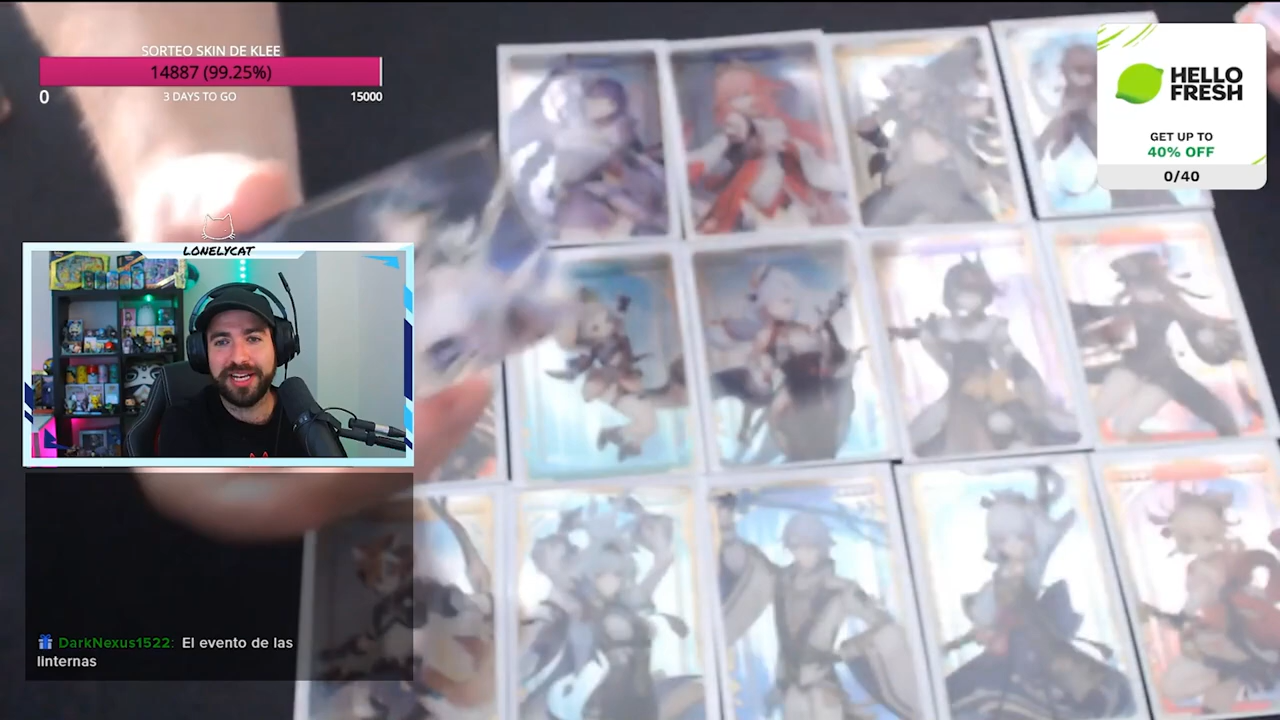 SORTEO SKIN DE KLEE
14887 (99.25%)
0
3 DAYS TO GO
15000
HELLO
FRESH
GET UP TO
40% OFF
0/40
LONELYCAT
DarkNexus1522: El evento de las
linternas